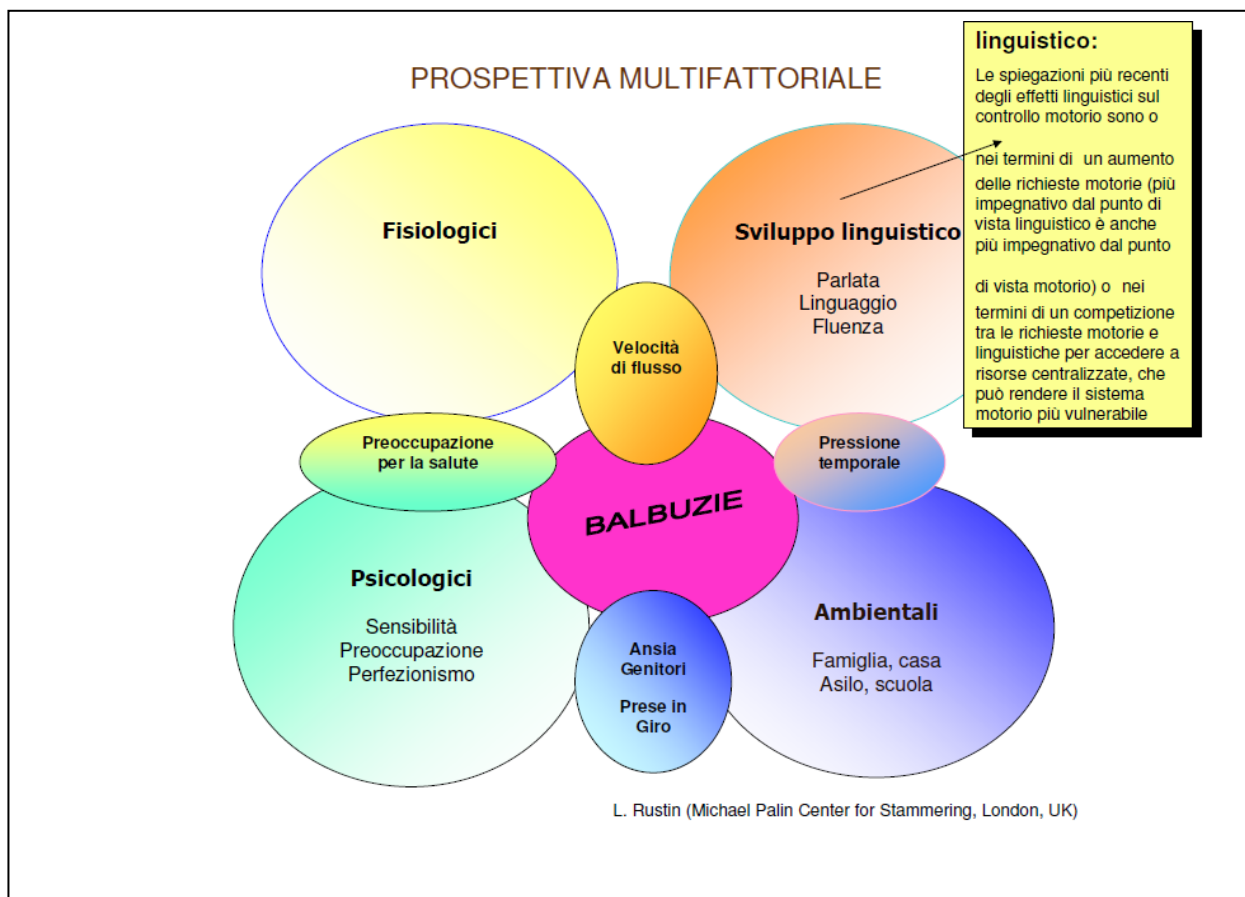 PROSPETTIVA MULTIFATTORIALE
linguistico:
Le spiegazioni più recenti
degli effetti linguistici sul
controllo motorio sono o
nei termini di un aumento
delle richieste motorie (più
impegnativo dal punto di
vista linguistico è anche
più impegnativo dal punto
di vista motorio) o nei
termini di un competizione
tra le richieste motorie e
linguistiche per accedere a
risorse centralizzate, che
può rendere il sistema
motorio più vulnerabile
Fisiologici
Sviluppo linguistico
Parlata
Linguaggio
Fluenza
Velocità
di flusso
Preoccupazione
per la salute
Pressione
temporale
BALBUZIE
Psicologici
Sensibilità
Preoccupazione
Perfezionismo
Ansia
Genitori
Prese in
Giro
Ambientali
Famiglia, casa
Asilo, scuola
L. Rustin (Michael Palin Center for Stammering, London, UK)